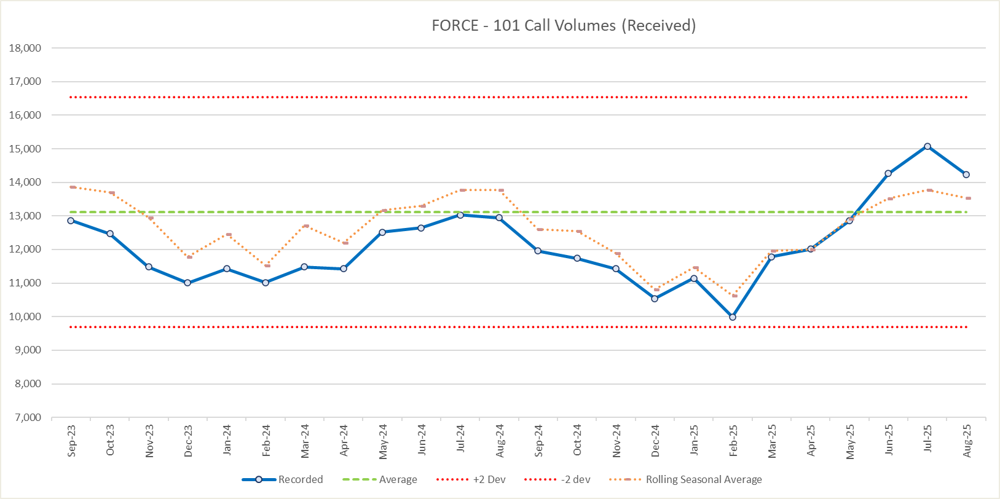 FORCE - 101 Call Volumes (Received)
18,000
17,000
16,000
15,000
14,000
13,000
12,000
11,000
10,000
9,000
8,000
7,000
Sep-23
Oct-23
Nov-23
Dec-23
Jan-24
Feb-24
Mar-24
Apr-24
May-24
Jun-24
Jul-24
Aug-24
Sep-24
Oct-24
Nov-24
Dec-24
Jan-25
Feb-25
Mar-25
Apr-25
May-25
Jun-25
Jul-25
Aug-25
Recorded Average +2 Dev -2 dev Rolling Seasonal Average